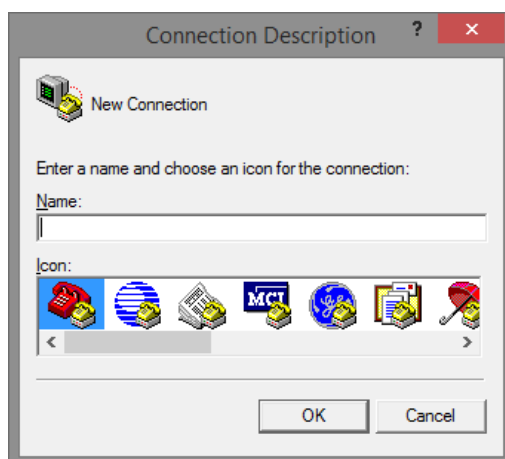 Connection Description
?
New Connection
Enter a name and choose an icon for the connection:
Name:
Icon:
MCI
OK
Cancel